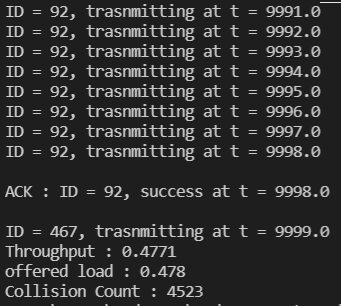 ID = 92, trasnmitting at t = 9991.0
ID = 92, trasnmitting at t = 9992.0
ID = 92, trasnmitting at t = 9993.0
ID = 92, trasnmitting at t = 9994.0
ID = 92, trasnmitting at t = 9995.0
ID = 92, trasnmitting at t = 9996.0
ID = 92, trasnmitting at t = 9997.0
ID = 92, trasnmitting at t = 9998.0
ACK : ID = 92, success at t = 9998.0
ID = 467, trasnmitting at t = 9999.0
Throughput : 0.4771
offered load : 0.478
Collision Count : 4523